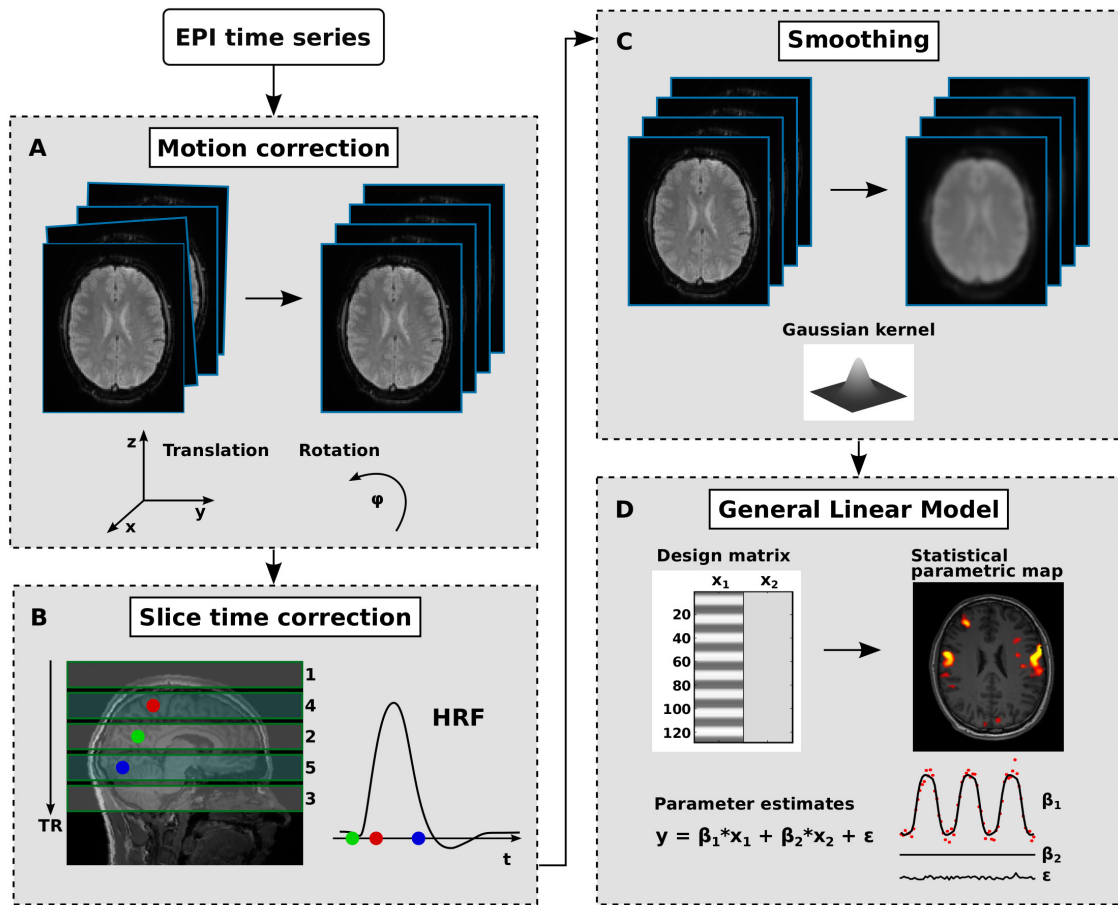 EPI time series
A
Motion correction
z
Translation
Rotation
y
x
φ
B
Slice time correction
1
4
2
5
3
TR
HRF
t
C
Smoothing
Gaussian kernel
D
General Linear Model
Design matrix
x₁ x₂
20
40
60
80
100
120
Statistical
parametric map
Parameter estimates
y = β₁*x₁ + β₂*x₂ + ε
β₁
β₂
ε